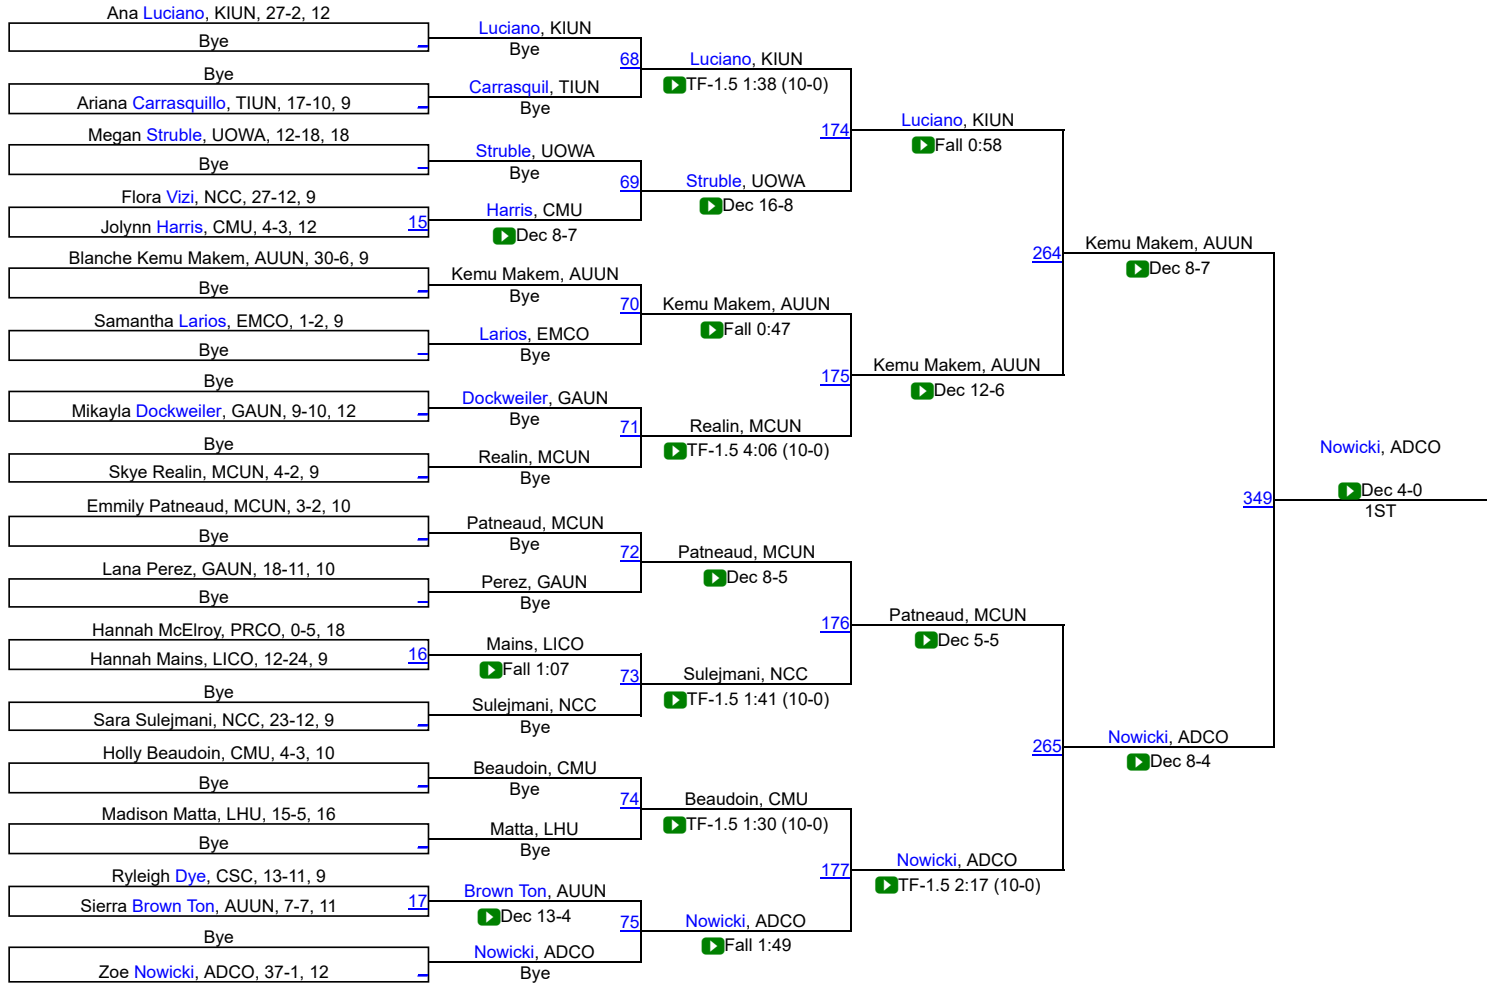 Ana Luciano, KIUN, 27-2, 12
Bye
Bye
Ariana Carrasquillo, TIUN, 17-10, 9
Megan Struble, UOWA, 12-18, 18
Bye
Flora Vizi, NCC, 27-12, 9
Jolynn Harris, CMU, 4-3, 12
15
Blanche Kemu Makem, AUUN, 30-6, 9
Bye
Samantha Larios, EMCO, 1-2, 9
Bye
Bye
Mikayla Dockweiler, GAUN, 9-10, 12
Bye
Skye Realin, MCUN, 4-2, 9
Emmily Patneaud, MCUN, 3-2, 10
Bye
Lana Perez, GAUN, 18-11, 10
Bye
Hannah McElroy, PRCO, 0-5, 18
Hannah Mains, LICO, 12-24, 9
16
Bye
Sara Sulejmani, NCC, 23-12, 9
Holly Beaudoin, CMU, 4-3, 10
Bye
Madison Matta, LHU, 15-5, 16
Bye
Ryleigh Dye, CSC, 13-11, 9
Sierra Brown Ton, AUUN, 7-7, 11
17
Bye
Zoe Nowicki, ADCO, 37-1, 12
Luciano, KIUN
Bye
68
Carrasquil, TIUN
Bye
Struble, UOWA
Bye
69
Harris, CMU
Dec 8-7
Kemu Makem, AUUN
Bye
70
Larios, EMCO
Bye
Dockweiler, GAUN
Bye
71
Realin, MCUN
Bye
Patneaud, MCUN
Bye
72
Perez, GAUN
Bye
Mains, LICO
Fall 1:07
73
Sulejmani, NCC
Bye
Beaudoin, CMU
Bye
74
Matta, LHU
Bye
Brown Ton, AUUN
Dec 13-4
75
Nowicki, ADCO
Bye
Luciano, KIUN
TF-1.5 1:38 (10-0)
174
Struble, UOWA
Dec 16-8
Kemu Makem, AUUN
Fall 0:47
175
Realin, MCUN
TF-1.5 4:06 (10-0)
Patneaud, MCUN
Dec 8-5
176
Sulejmani, NCC
TF-1.5 1:41 (10-0)
Beaudoin, CMU
TF-1.5 1:30 (10-0)
177
Nowicki, ADCO
Fall 1:49
Luciano, KIUN
Fall 0:58
264
Kemu Makem, AUUN
Dec 12-6
Patneaud, MCUN
Dec 5-5
265
Nowicki, ADCO
TF-1.5 2:17 (10-0)
Kemu Makem, AUUN
Dec 8-7
349
Nowicki, ADCO
Dec 8-4
Nowicki, ADCO
Dec 4-0
1ST